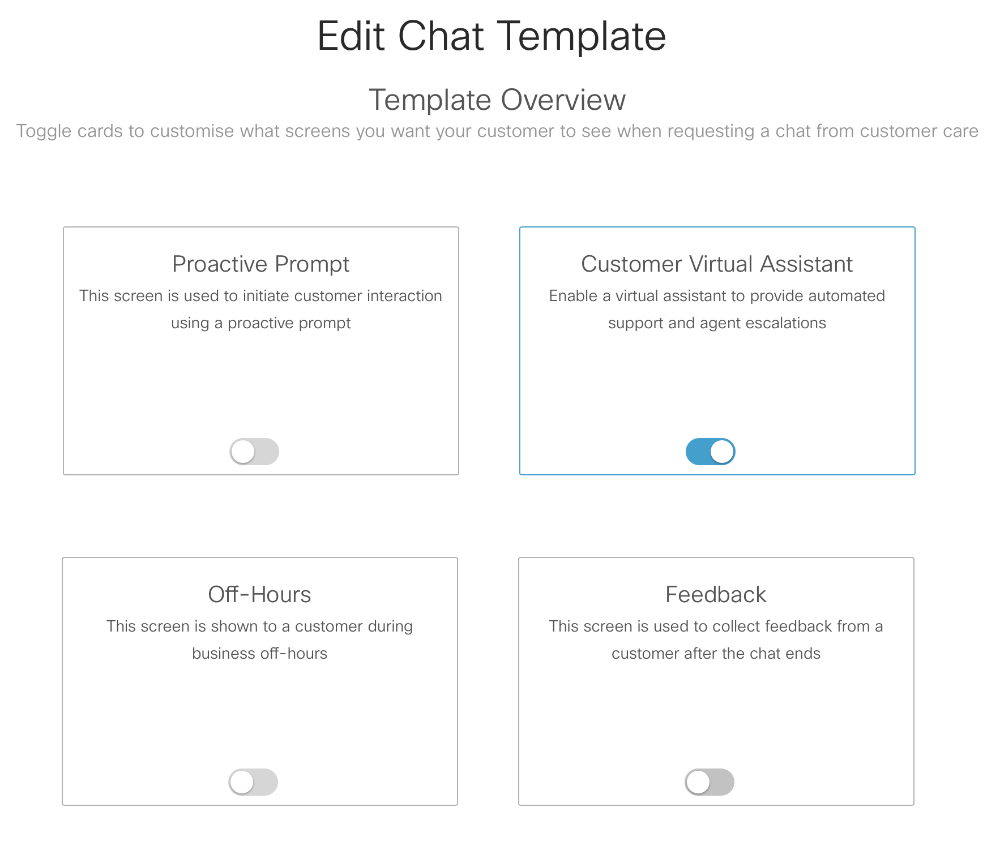 Edit Chat Template
Template Overview
Toggle cards to customise what screens you want your customer to see when requesting a chat from customer care
Proactive Prompt
This screen is used to initiate customer interaction
using a proactive prompt
Customer Virtual Assistant
Enable a virtual assistant to provide automated
support and agent escalations
Off-Hours
This screen is shown to a customer during
business off-hours
Feedback
This screen is used to collect feedback from a
customer after the chat ends